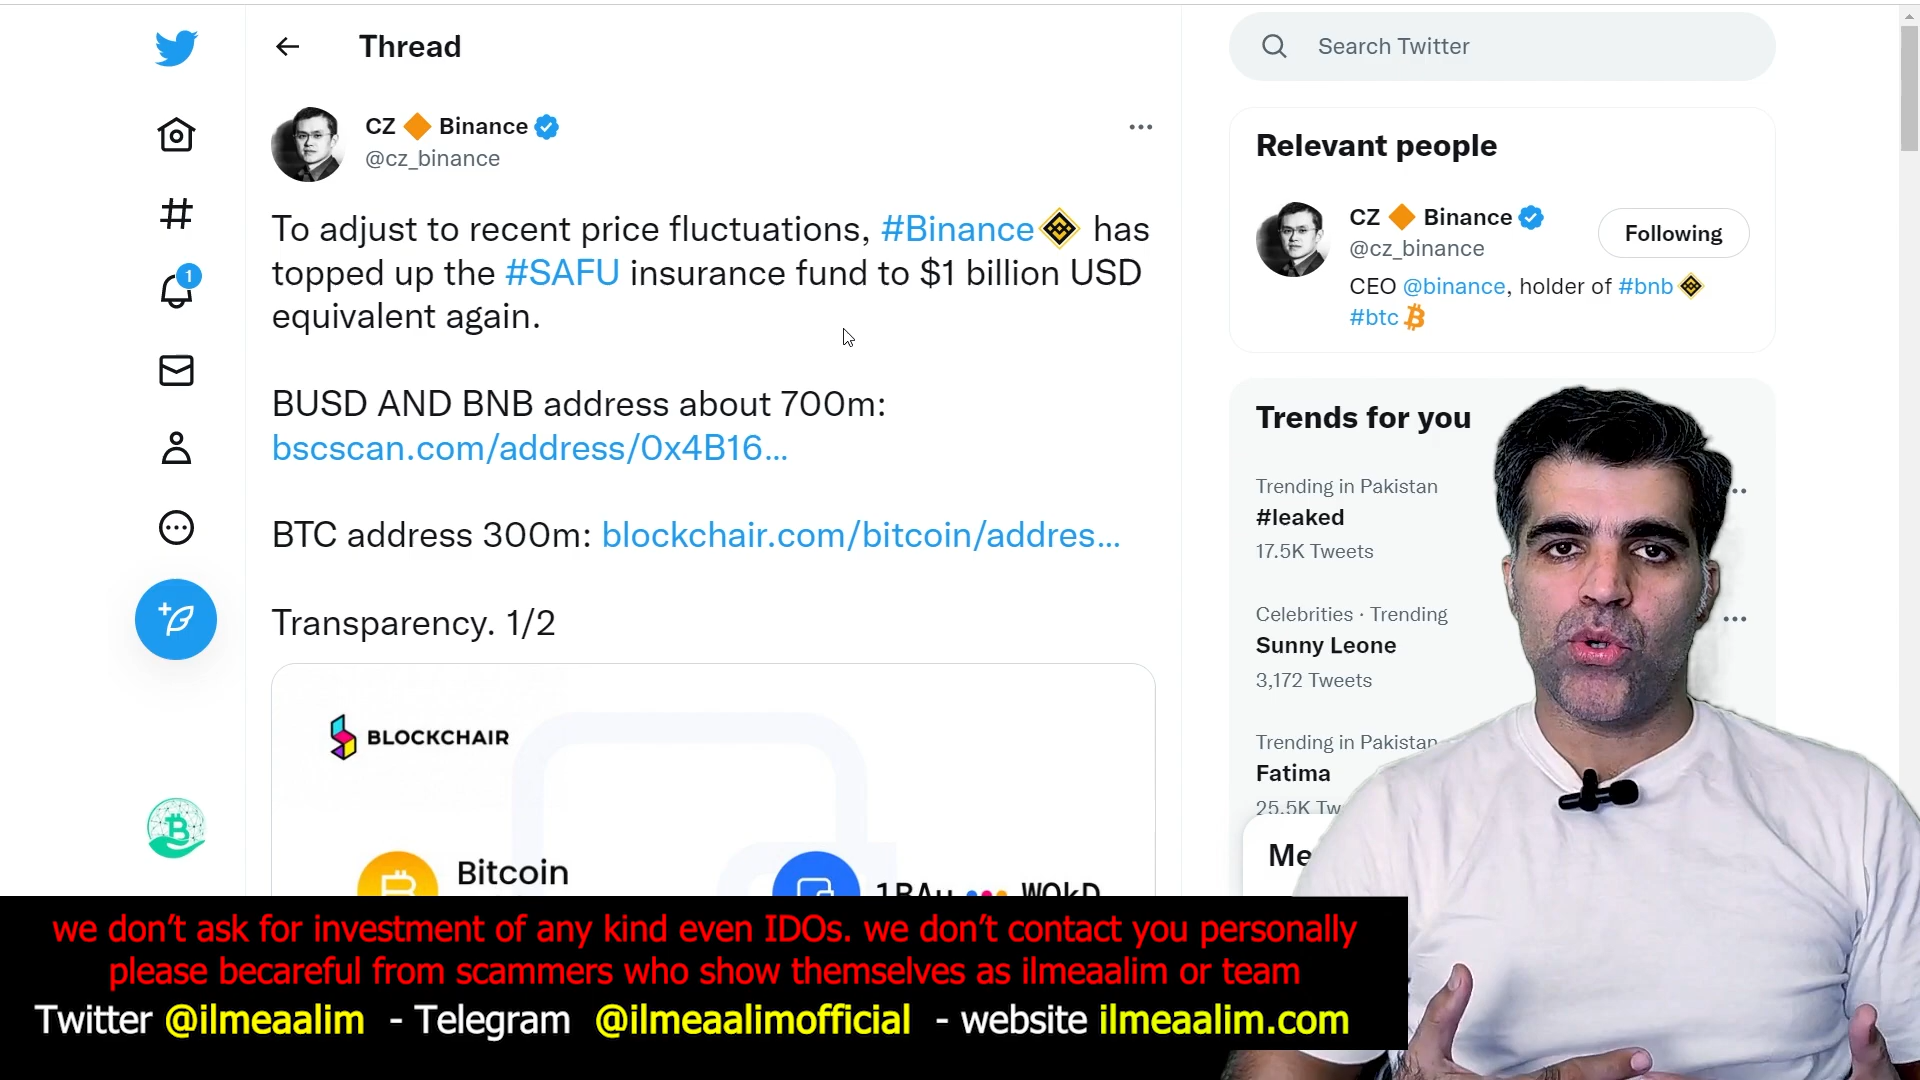 Thread
Search Twitter
CZ 🔶 Binance
@cz_binance
To adjust to recent price fluctuations, #Binance has
topped up the #SAFU insurance fund to $1 billion USD
equivalent again.
BUSD AND BNB address about 700m:
bscscan.com/address/0x4B16…
BTC address 300m: blockchair.com/bitcoin/addres…
Transparency. 1/2
BLOCKCHAIR
Bitcoin
Relevant people
CZ 🔶 Binance
@cz_binance
Following
CEO @binance, holder of #bnb
#btc
Trends for you
Trending in Pakistan
#leaked
17.5K Tweets
Celebrities · Trending
Sunny Leone
3,172 Tweets
Trending in Pakistan
Fatima
25.5K Tw
Me
1
we don't ask for investment of any kind even IDOs. we don't contact you personally
please becareful from scammers who show themselves as ilmeaalim or team
Twitter @ilmeaalim - Telegram @ilmeaalimofficial - website ilmeaalim.com